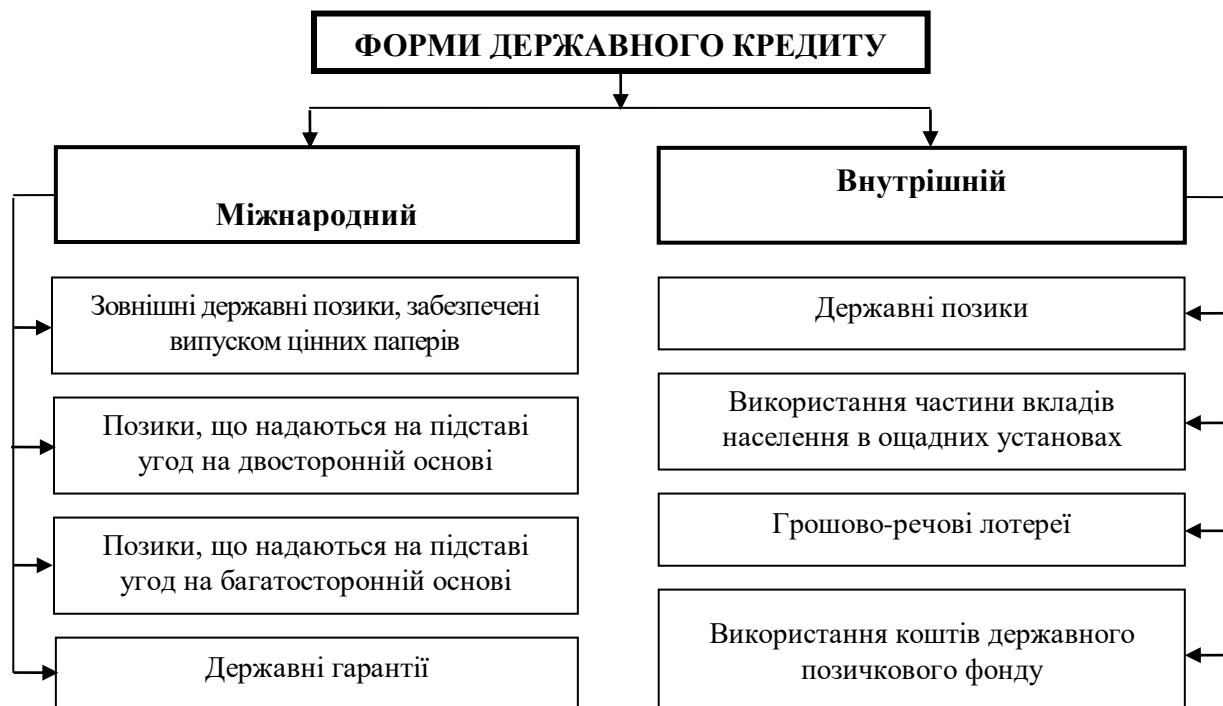 ФОРМИ ДЕРЖАВНОГО КРЕДИТУ
Міжнародний
Зовнішні державні позики, забезпечені
випуском цінних паперів
Позики, що надаються на підставі
угод на двосторонній основі
Позики, що надаються на підставі
угод на багатосторонній основі
Державні гарантії
Внутрішній
Державні позики
Використання частини вкладів
населення в ощадних установах
Грошово-речові лотереї
Використання коштів державного
позичкового фонду